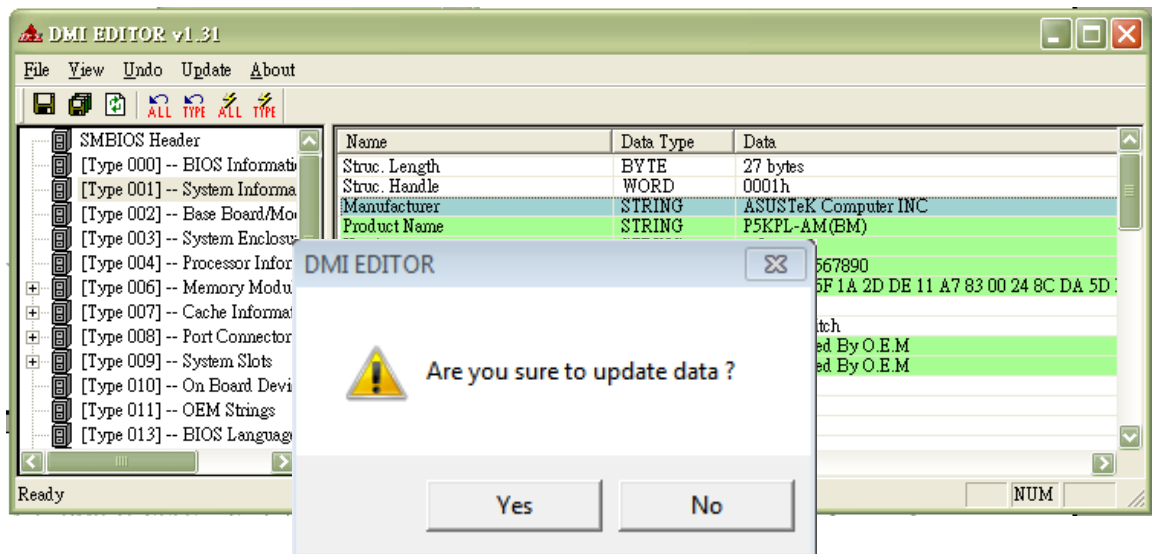 DMI EDITOR v1.31
File View Undo Update About
ALL TYPE ALL TYPE
SMBIOS Header
[Type 000] -- BIOS Informati
[Type 001] -- System Informa
[Type 002] -- Base Board/Mo
[Type 003] -- System Enclosu
[Type 004] -- Processor Infor
[Type 006] -- Memory Modu
[Type 007] -- Cache Informat
[Type 008] -- Port Connector
[Type 009] -- System Slots
[Type 010] -- On Board Devi
[Type 011] -- OEM Strings
[Type 013] -- BIOS Languag
Name Data Type Data
Struc. Length BYTE 27 bytes
Struc. Handle WORD 0001h
Manufacturer STRING ASUSTeK Computer INC
Product Name STRING P5KPL-AM(BM)
567890
5F 1A 2D DE 11 A7 83 00 24 8C DA 5D
itch
ed By O.E.M
ed By O.E.M
DMI EDITOR
Are you sure to update data ?
Yes No
Ready NUM